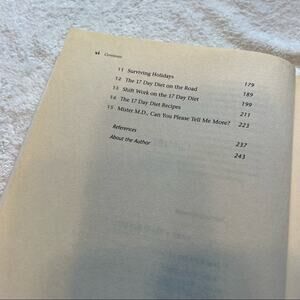 Contents
11 Surviving Holidays 179
12 The 17 Day Diet on the Road 189
13 Shift Work on the 17 Day Diet 199
14 The 17 Day Diet Recipes 211
15 Mister M.D., Can You Please Tell Me More? 223
References 237
About the Author 243